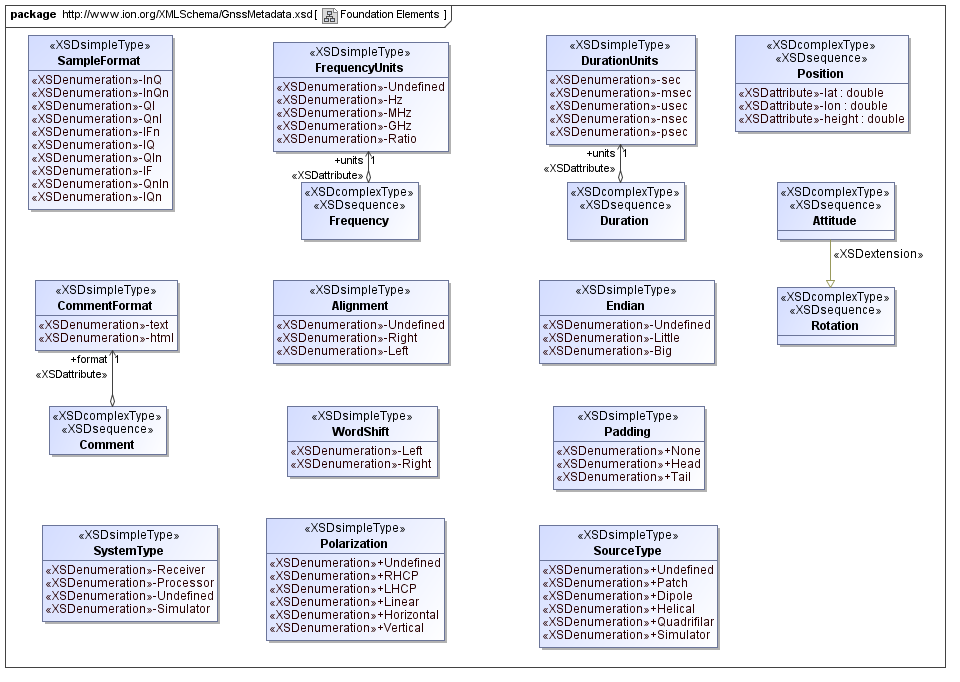 package http://www.ion.org/XMLSchema/GnssMetadata.xsd[ Foundation Elements ]
«XSDsimpleType»
SampleFormat
«XSDenumeration»-InQ
«XSDenumeration»-InQn
«XSDenumeration»-QI
«XSDenumeration»-QnI
«XSDenumeration»-IFn
«XSDenumeration»-IQ
«XSDenumeration»-QIn
«XSDenumeration»-IF
«XSDenumeration»-QnIn
«XSDenumeration»-IQn
«XSDsimpleType»
FrequencyUnits
«XSDenumeration»-Undefined
«XSDenumeration»-Hz
«XSDenumeration»-MHz
«XSDenumeration»-GHz
«XSDenumeration»-Ratio
+units 1
«XSDattribute»
«XSDcomplexType»
«XSDsequence»
Frequency
«XSDsimpleType»
DurationUnits
«XSDenumeration»-sec
«XSDenumeration»-msec
«XSDenumeration»-usec
«XSDenumeration»-nsec
«XSDenumeration»-psec
+units 1
«XSDattribute»
«XSDcomplexType»
«XSDsequence»
Duration
«XSDcomplexType»
«XSDsequence»
Position
«XSDattribute»-lat : double
«XSDattribute»-lon : double
«XSDattribute»-height : double
«XSDcomplexType»
«XSDsequence»
Attitude
«XSDextension»
«XSDcomplexType»
«XSDsequence»
Rotation
«XSDsimpleType»
CommentFormat
«XSDenumeration»-text
«XSDenumeration»-html
+format 1
«XSDattribute»
«XSDcomplexType»
«XSDsequence»
Comment
«XSDsimpleType»
Alignment
«XSDenumeration»-Undefined
«XSDenumeration»-Right
«XSDenumeration»-Left
«XSDsimpleType»
Endian
«XSDenumeration»-Undefined
«XSDenumeration»-Little
«XSDenumeration»-Big
«XSDsimpleType»
WordShift
«XSDenumeration»-Left
«XSDenumeration»-Right
«XSDsimpleType»
Padding
«XSDenumeration»+None
«XSDenumeration»+Head
«XSDenumeration»+Tail
«XSDsimpleType»
SystemType
«XSDenumeration»-Receiver
«XSDenumeration»-Processor
«XSDenumeration»-Undefined
«XSDenumeration»-Simulator
«XSDsimpleType»
Polarization
«XSDenumeration»+Undefined
«XSDenumeration»+RHCP
«XSDenumeration»+LHCP
«XSDenumeration»+Linear
«XSDenumeration»+Horizontal
«XSDenumeration»+Vertical
«XSDsimpleType»
SourceType
«XSDenumeration»+Undefined
«XSDenumeration»+Patch
«XSDenumeration»+Dipole
«XSDenumeration»+Helical
«XSDenumeration»+Quadrifilar
«XSDenumeration»+Simulator